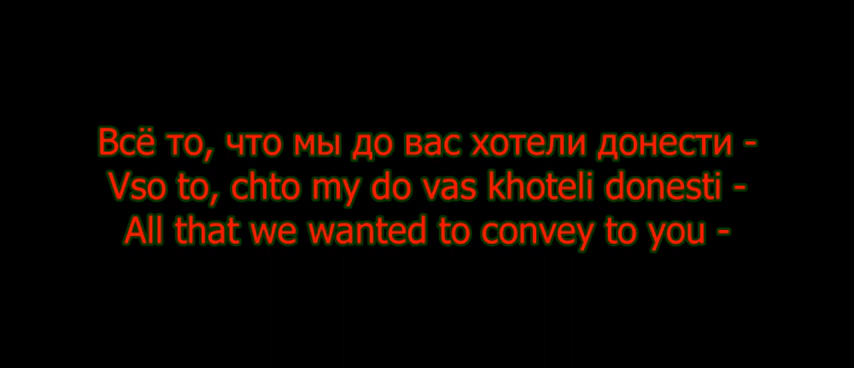 Всё то, что мы до вас хотели донести -
Vso to, chto my do vas khoteli donesti -
All that we wanted to convey to you -